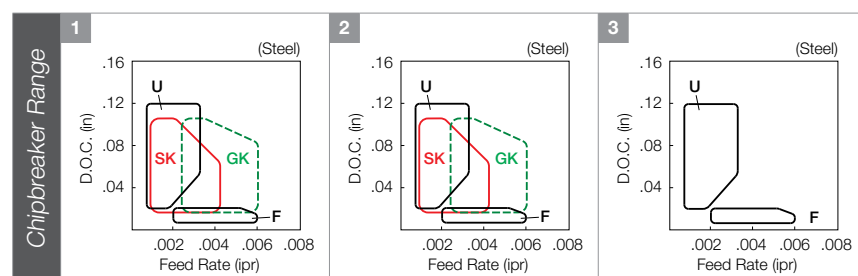 Chipbreaker Range
1
(Steel)
.16
.12
.08
.04
D.O.C. (in)
U
SK
GK
F
.002 .004 .006 .008
Feed Rate (ipr)
2
(Steel)
.16
.12
.08
.04
D.O.C. (in)
U
SK
GK
F
.002 .004 .006 .008
Feed Rate (ipr)
3
(Steel)
.16
.12
.08
.04
D.O.C. (in)
U
F
.002 .004 .006 .008
Feed Rate (ipr)